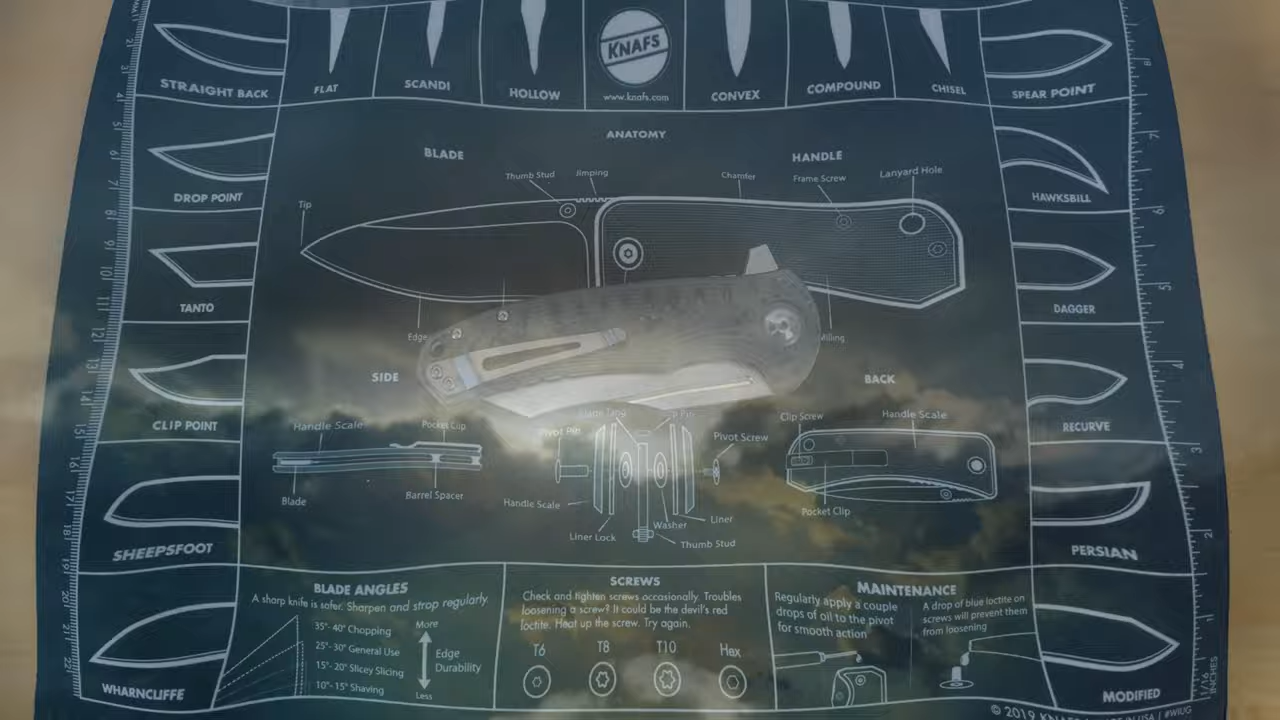 FLAT
SCANDI
HOLLOW
KNAFS
www.knafs.com
CONVEX
COMPOUND
CHISEL
STRAIGHT BACK
SPEAR POINT
DROP POINT
HAWKSBILL
TANTO
DAGGER
CLIP POINT
RECURVE
SHEEPSFOOT
PERSIAN
WHARNCLIFFE
MODIFIED
ANATOMY
BLADE
HANDLE
Thumb Stud
Jimping
Chamfer
Frame Screw
Lanyard Hole
Tip
Edge
Milling
SIDE
BACK
Handle Scale
Pocket Clip
Blade
Barrel Spacer
Blade Tang
Pivot Pin
Pivot Screw
Handle Scale
Liner Lock
Washer
Liner
Thumb Stud
Clip Screw
Handle Scale
Pocket Clip
BLADE ANGLES
A sharp knife is safer. Sharpen and strop regularly.
35°- 40° Chopping
25°- 30° General Use
15°- 20° Slicey Slicing
10°- 15° Shaving
More
Edge
Durability
Less
SCREWS
Check and tighten screws occasionally. Troubles
loosening a screw? It could be the devil's red
loctite. Heat up the screw. Try again.
T6 T8 T10 Hex
MAINTENANCE
Regularly apply a couple
drops of oil to the pivot
for smooth action
A drop of blue loctite on
screws will prevent them
from loosening
1/16 INCHES
© 2019 KNAFS
USA | #WIUG